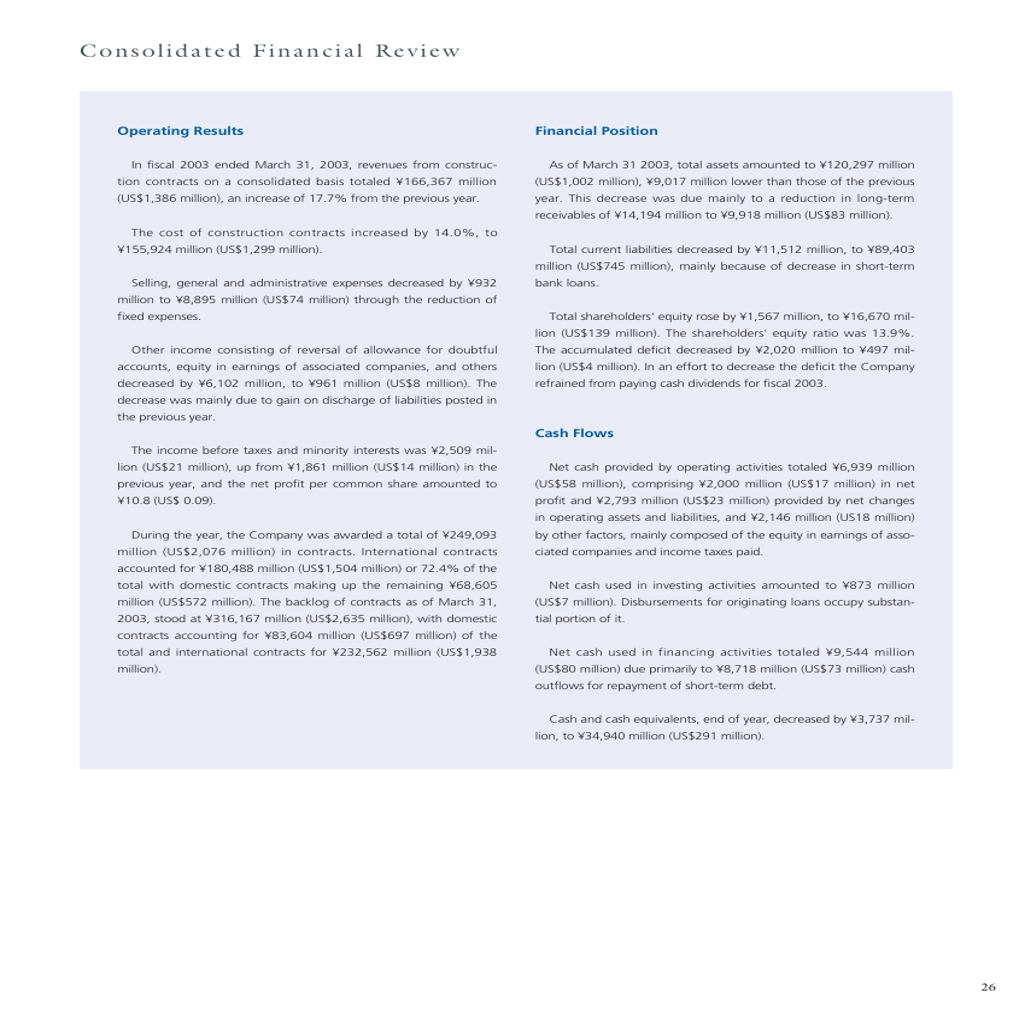 Consolidated Financial Review
Operating Results
In fiscal 2003 ended March 31, 2003, revenues from construc-
tion contracts on a consolidated basis totaled ¥166,367 million
(US$1,386 million), an increase of 17.7% from the previous year.
The cost of construction contracts increased by 14.0%, to
¥155,924 million (US$1,299 million).
Selling, general and administrative expenses decreased by ¥932
million to ¥8,895 million (US$74 million) through the reduction of
fixed expenses.
Other income consisting of reversal of allowance for doubtful
accounts, equity in earnings of associated companies, and others
decreased by ¥6,102 million, to ¥961 million (US$8 million). The
decrease was mainly due to gain on discharge of liabilities posted in
the previous year.
The income before taxes and minority interests was ¥2,509 mil-
lion (US$21 million), up from ¥1,861 million (US$14 million) in the
previous year, and the net profit per common share amounted to
¥10.8 (US$ 0.09).
During the year, the Company was awarded a total of ¥249,093
million (US$2,076 million) in contracts. International contracts
accounted for ¥180,488 million (US$1,504 million) or 72.4% of the
total with domestic contracts making up the remaining ¥68,605
million (US$572 million). The backlog of contracts as of March 31,
2003, stood at ¥316,167 million (US$2,635 million), with domestic
contracts accounting for ¥83,604 million (US$697 million) of the
total and international contracts for ¥232,562 million (US$1,938
million).
Financial Position
As of March 31 2003, total assets amounted to ¥120,297 million
(US$1,002 million), ¥9,017 million lower than those of the previous
year. This decrease was due mainly to a reduction in long-term
receivables of ¥14,194 million to ¥9,918 million (US$83 million).
Total current liabilities decreased by ¥11,512 million, to ¥89,403
million (US$745 million), mainly because of decrease in short-term
bank loans.
Total shareholders' equity rose by ¥1,567 million, to ¥16,670 mil-
lion (US$139 million). The shareholders' equity ratio was 13.9%.
The accumulated deficit decreased by ¥2,020 million to ¥497 mil-
lion (US$4 million). In an effort to decrease the deficit the Company
refrained from paying cash dividends for fiscal 2003.
Cash Flows
Net cash provided by operating activities totaled ¥6,939 million
(US$58 million), comprising ¥2,000 million (US$17 million) in net
profit and ¥2,793 million (US$23 million) provided by net changes
in operating assets and liabilities, and ¥2,146 million (US18 million)
by other factors, mainly composed of the equity in earnings of asso-
ciated companies and income taxes paid.
Net cash used in investing activities amounted to ¥873 million
(US$7 million). Disbursements for originating loans occupy substan-
tial portion of it.
Net cash used in financing activities totaled ¥9,544 million
(US$80 million) due primarily to ¥8,718 million (US$73 million) cash
outflows for repayment of short-term debt.
Cash and cash equivalents, end of year, decreased by ¥3,737 mil-
lion, to ¥34,940 million (US$291 million).
26